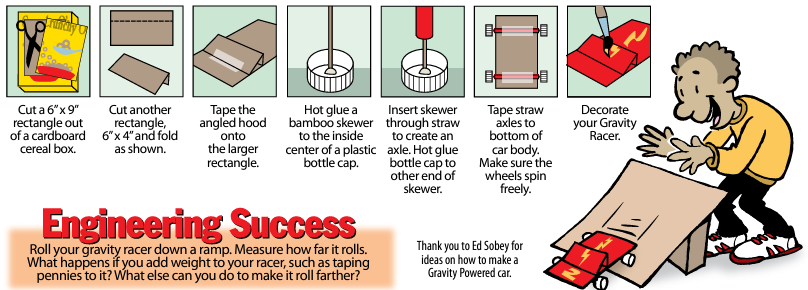 Cut a 6” x 9”
rectangle out
of a cardboard
cereal box.
Cut another
rectangle,
6” x 4” and fold
as shown.
Tape the
angled hood
onto
the larger
rectangle.
Hot glue a
bamboo skewer
to the inside
center of a plastic
bottle cap.
Insert skewer
through straw
to create an
axle. Hot glue
bottle cap to
other end of
skewer.
Tape straw
axles to
bottom of
car body.
Make sure the
wheels spin
freely.
Decorate
your Gravity
Racer.
Engineering Success
Roll your gravity racer down a ramp. Measure how far it rolls.
What happens if you add weight to your racer, such as taping
pennies to it? What else can you do to make it roll farther?
Thank you to Ed Sobey for
ideas on how to make a
Gravity Powered car.